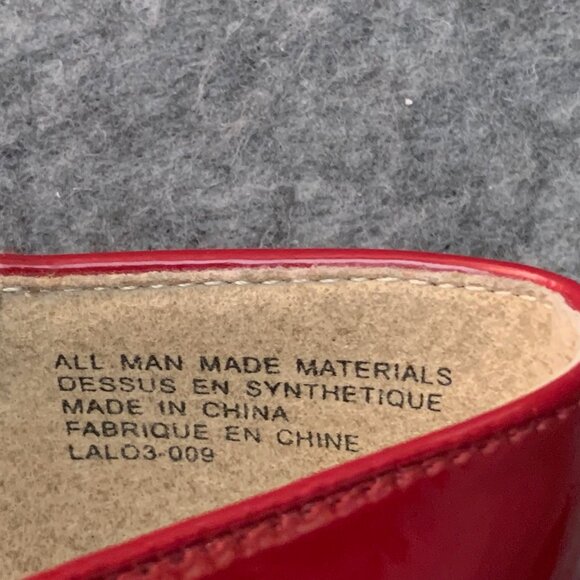 ALL MAN MADE MATERIALS
DESSUS EN SYNTHETIQUE
MADE IN CHINA
FABRIQUE EN CHINE
LALO3-009